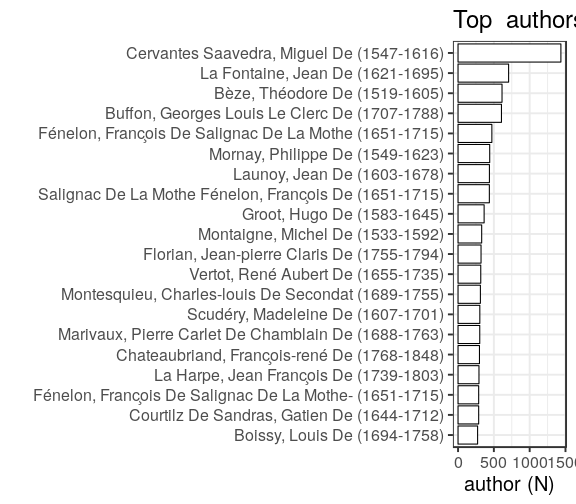 Top authors
Cervantes Saavedra, Miguel De (1547-1616)
La Fontaine, Jean De (1621-1695)
Bèze, Théodore De (1519-1605)
Buffon, Georges Louis Le Clerc De (1707-1788)
Fénelon, François De Salignac De La Mothe (1651-1715)
Mornay, Philippe De (1549-1623)
Launoy, Jean De (1603-1678)
Salignac De La Mothe Fénelon, François De (1651-1715)
Groot, Hugo De (1583-1645)
Montaigne, Michel De (1533-1592)
Florian, Jean-pierre Claris De (1755-1794)
Vertot, René Aubert De (1655-1735)
Montesquieu, Charles-louis De Secondat (1689-1755)
Scudéry, Madeleine De (1607-1701)
Marivaux, Pierre Carlet De Chamblain De (1688-1763)
Chateaubriand, François-rené De (1768-1848)
La Harpe, Jean François De (1739-1803)
Fénelon, François De Salignac De La Mothe- (1651-1715)
Courtilz De Sandras, Gatien De (1644-1712)
Boissy, Louis De (1694-1758)
0 500 1000 1500
author (N)